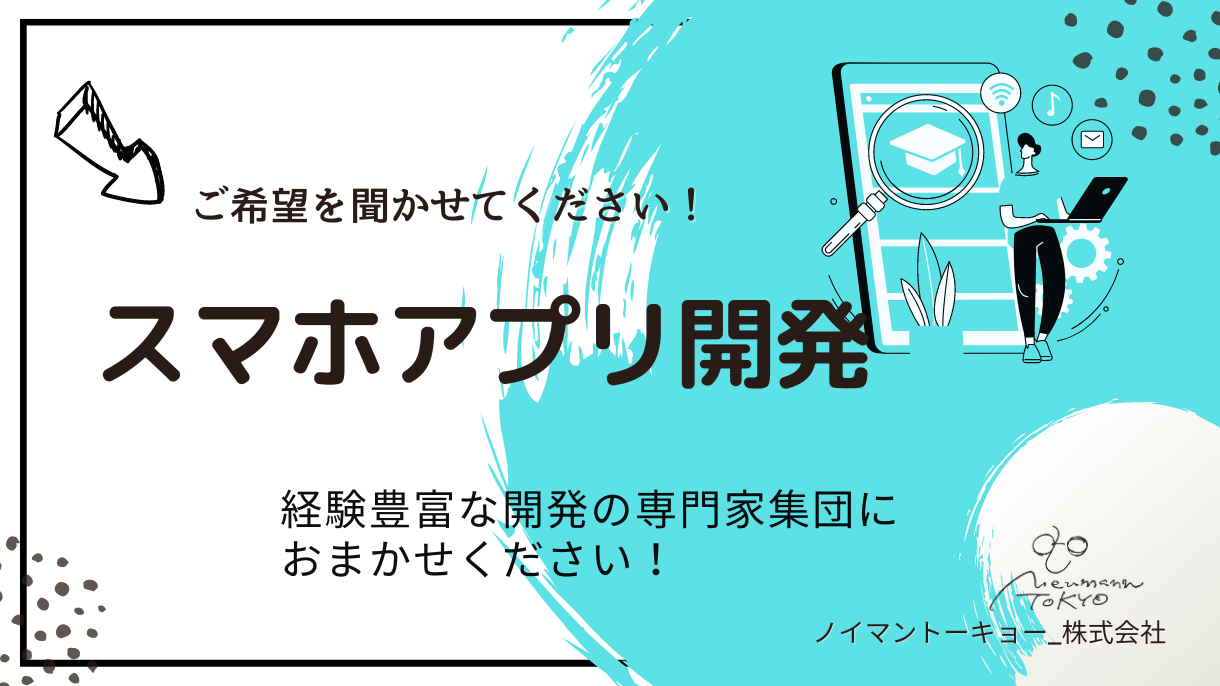 ご希望を聞かせてください！
スマホアプリ開発
経験豊富な開発の専門家集団に
おまかせください！
Neumann
TOKYO
ノイマントーキョー_株式会社